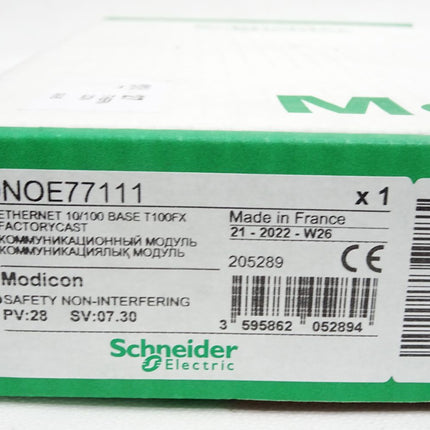 NOE77111
x 1
ETHERNET 10/100 BASE T100FX
FACTORYCAST
КОММУНИКАЦИОННЫЙ МОДУЛЬ
КОММУНИКАЦИЯЛЫҚ МОДУЛЬ
Made in France
21 - 2022 - W26
205289
CE
Modicon
SAFETY NON-INTERFERING
PV:28 SV:07.30
3 595862 052894
Schneider
Electric